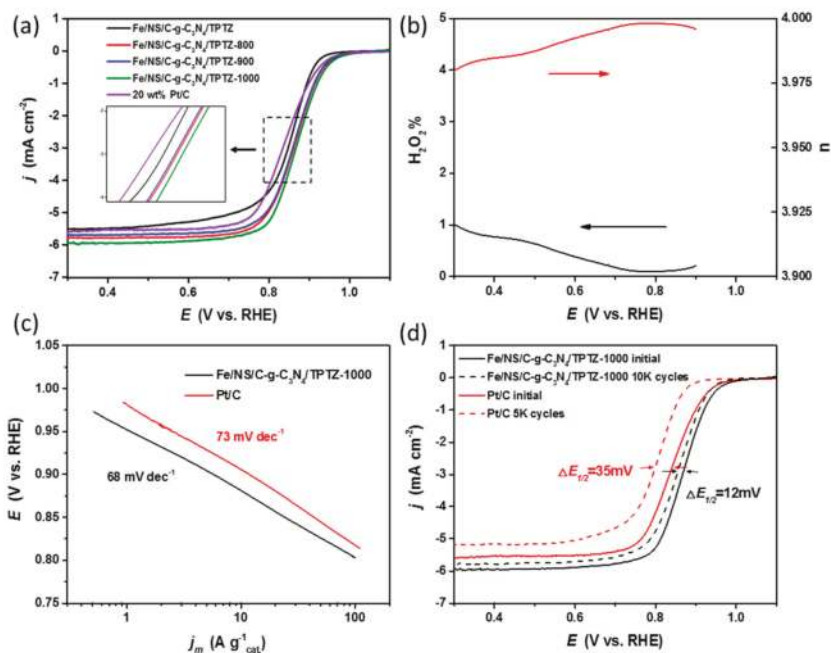 (a)
Fe/NS/C-g-C₃N₄/TPTZ
Fe/NS/C-g-C₃N₄/TPTZ-800
Fe/NS/C-g-C₃N₄/TPTZ-900
Fe/NS/C-g-C₃N₄/TPTZ-1000
20 wt% Pt/C
0
-1
-2
-3
-4
-5
-6
-7
j (mA cm⁻²)
0.4 0.6 0.8 1.0
E (V vs. RHE)
(b)
5
4
3
2
1
0
H₂O₂%
4.000
3.975
3.950
3.925
3.900
n
0.4 0.6 0.8 1.0
E (V vs. RHE)
(c)
1.05
1.00
0.95
0.90
0.85
0.80
0.75
E (V vs. RHE)
Fe/NS/C-g-C₃N₄/TPTZ-1000
Pt/C
73 mV dec⁻¹
68 mV dec⁻¹
1 10 100
jₘ (A g⁻¹cat.)
(d)
Fe/NS/C-g-C₃N₄/TPTZ-1000 initial
Fe/NS/C-g-C₃N₄/TPTZ-1000 10K cycles
Pt/C initial
Pt/C 5K cycles
△E1/2=35mV
△E1/2=12mV
0
-1
-2
-3
-4
-5
-6
-7
j (mA cm⁻²)
0.4 0.6 0.8 1.0
E (V vs. RHE)